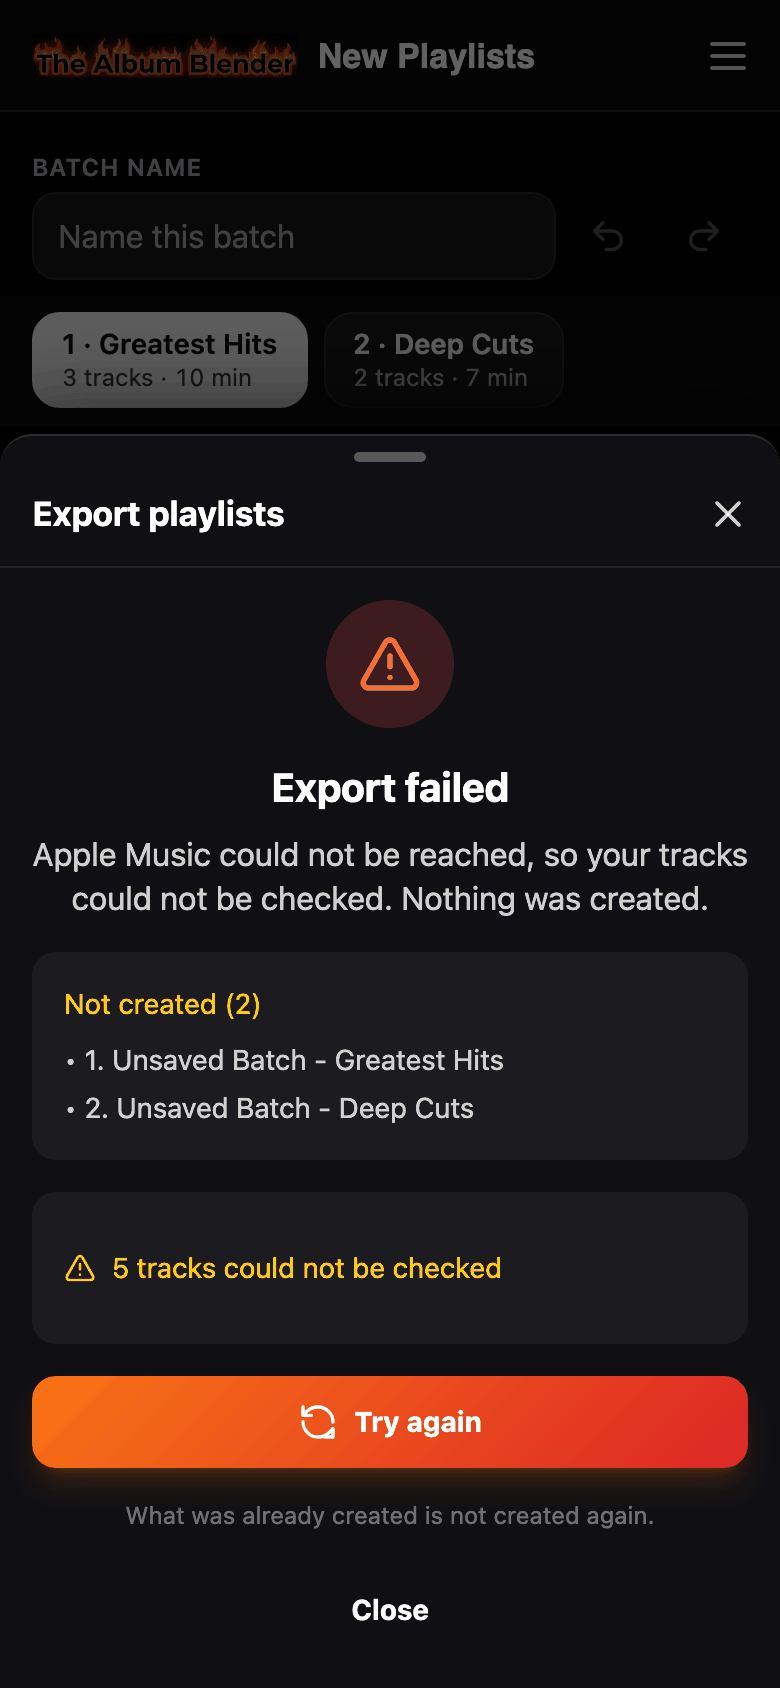 The Album Blender New Playlists
BATCH NAME
Name this batch
1 · Greatest Hits
3 tracks · 10 min
2 · Deep Cuts
2 tracks · 7 min
Export playlists
Export failed
Apple Music could not be reached, so your tracks
could not be checked. Nothing was created.
Not created (2)
• 1. Unsaved Batch - Greatest Hits
• 2. Unsaved Batch - Deep Cuts
5 tracks could not be checked
Try again
What was already created is not created again.
Close